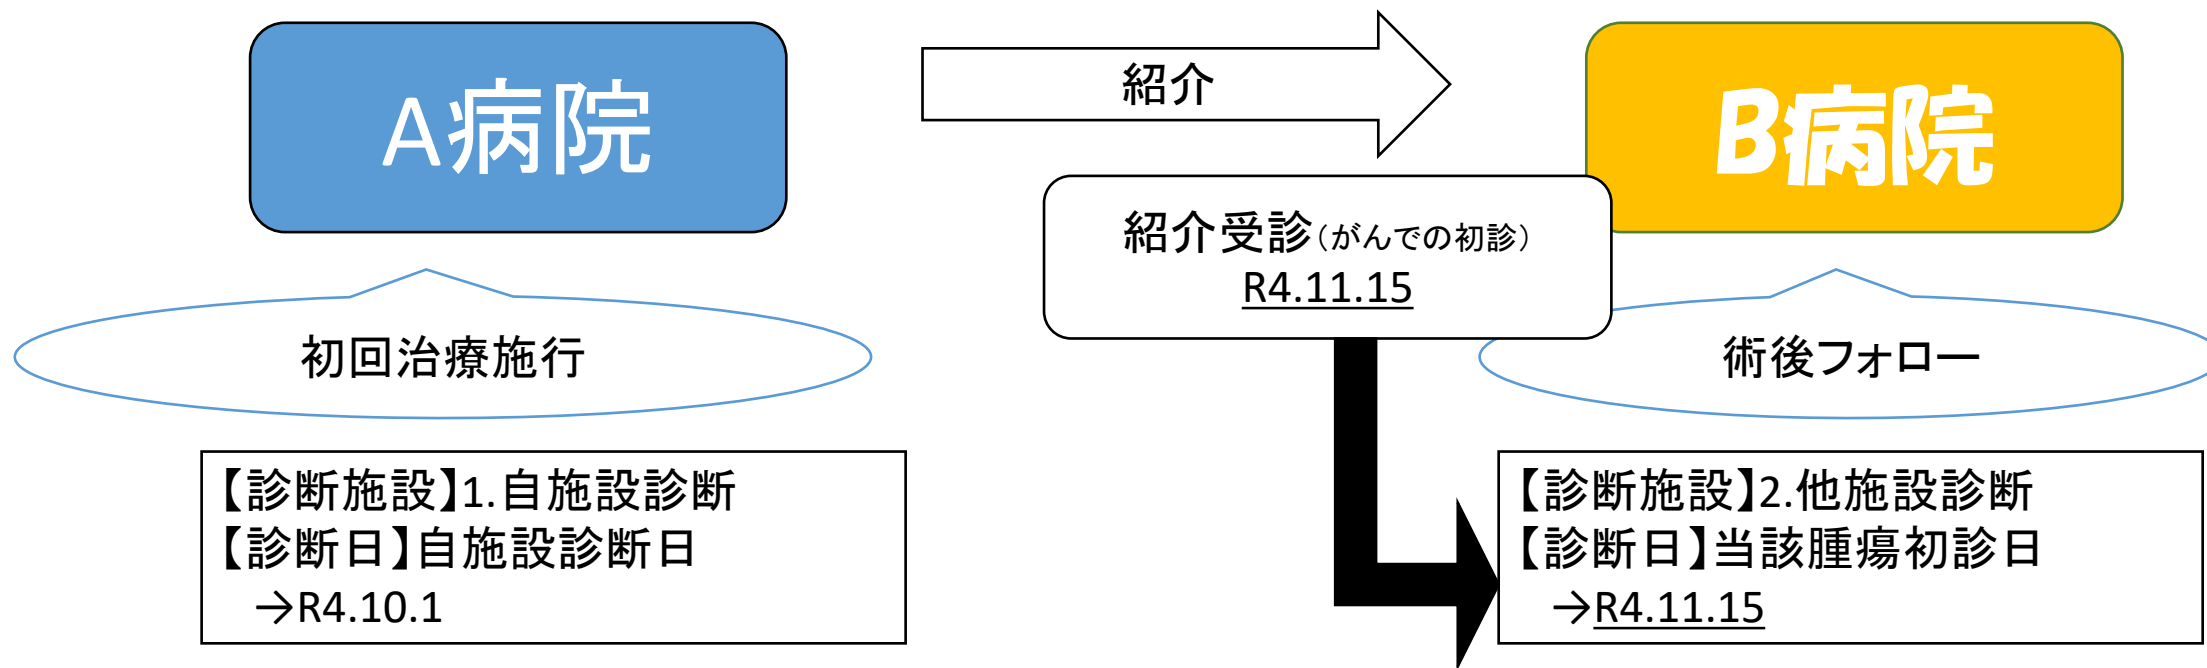 A病院
紹介
B病院
紹介受診(がんでの初診)
R4.11.15
初回治療施行
術後フォロー
【診断施設】1.自施設診断
【診断日】自施設診断日
→R4.10.1
【診断施設】2.他施設診断
【診断日】当該腫瘍初診日
→R4.11.15